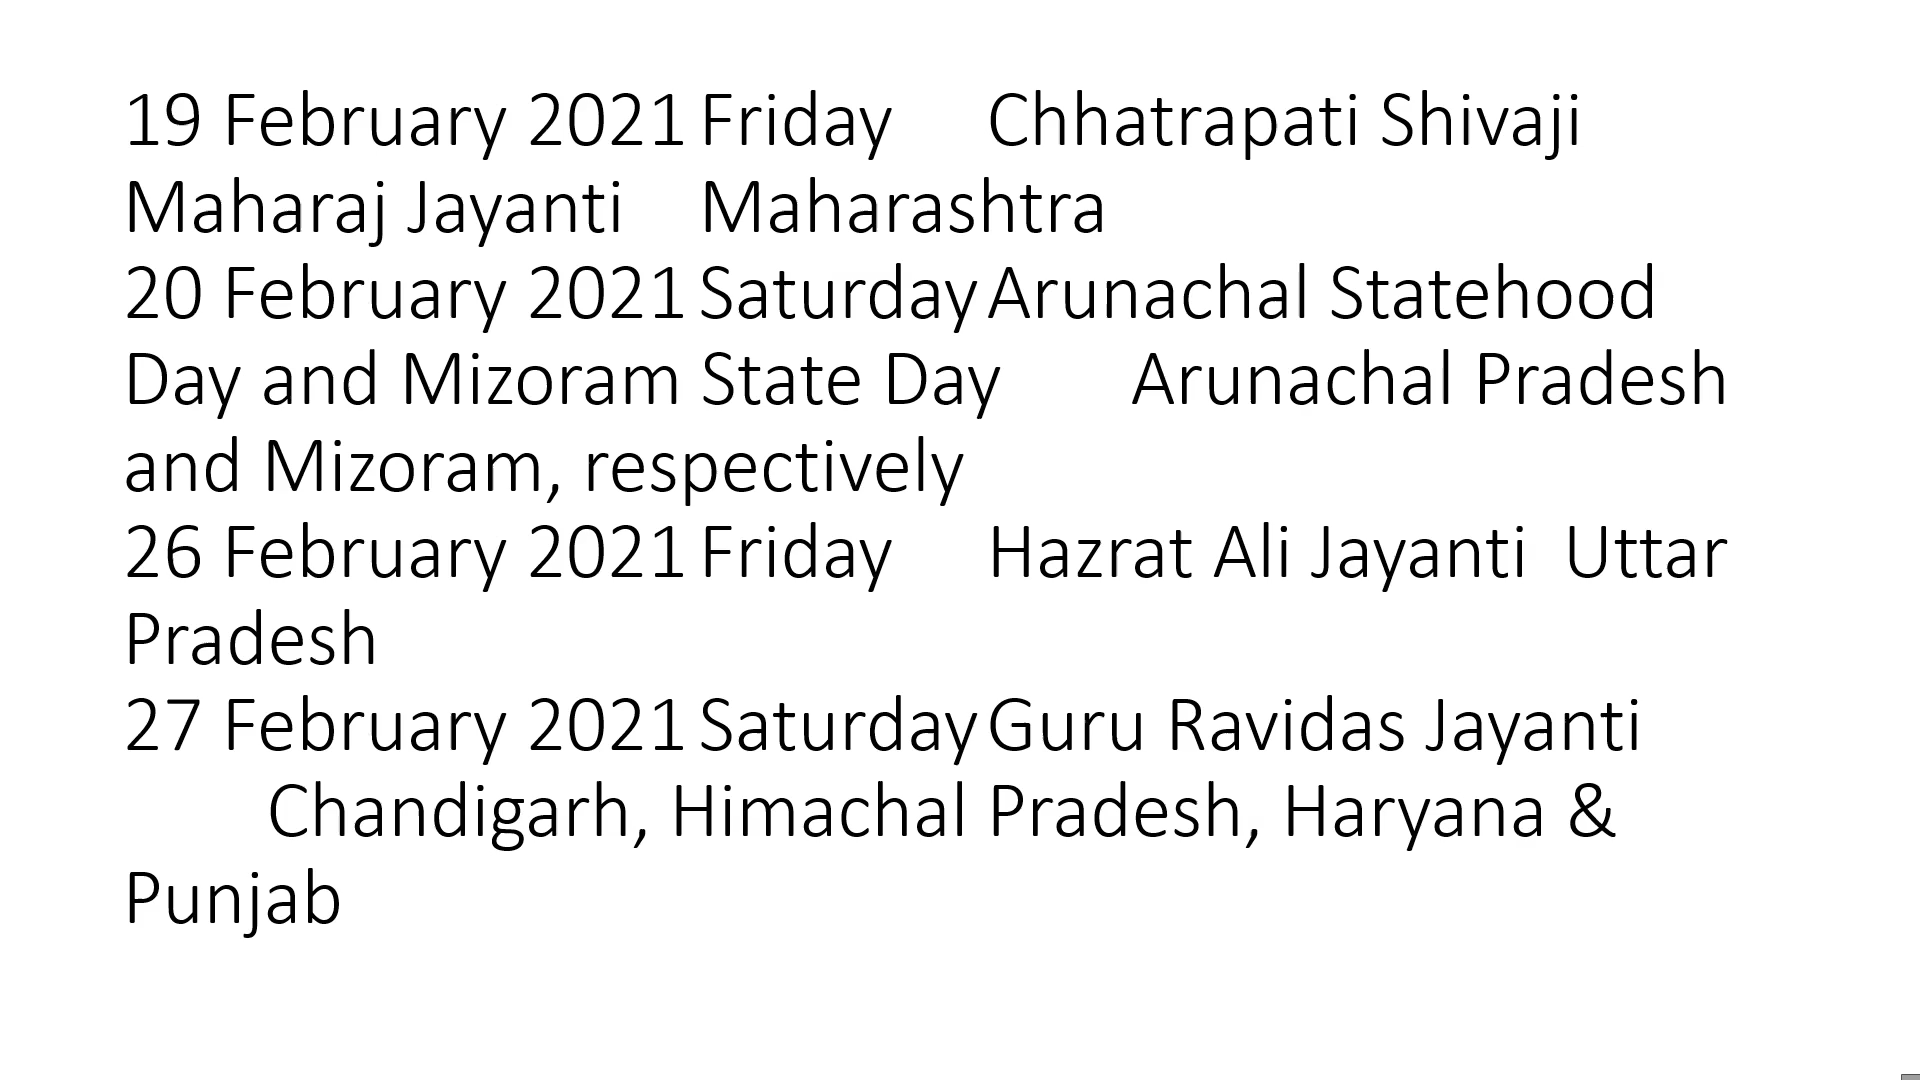 19 February 2021 Friday Chhatrapati Shivaji
Maharaj Jayanti Maharashtra
20 February 2021 Saturday Arunachal Statehood
Day and Mizoram State Day Arunachal Pradesh
and Mizoram, respectively
26 February 2021 Friday Hazrat Ali Jayanti Uttar
Pradesh
27 February 2021 Saturday Guru Ravidas Jayanti
Chandigarh, Himachal Pradesh, Haryana &
Punjab